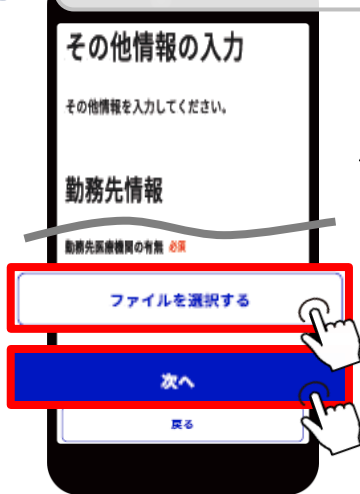 その他情報の入力
その他情報を入力してください。
勤務先情報
勤務先医療機関の有無 必須
ファイルを選択する
次へ
戻る